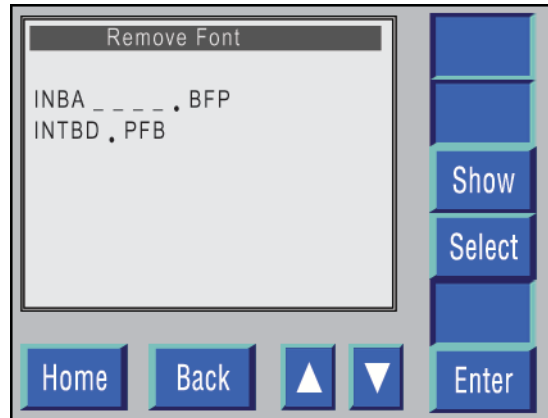 Remove Font
INBA _ _ _ _ . BFP
INTBD . PFB
Show
Select
Home
Back
Enter